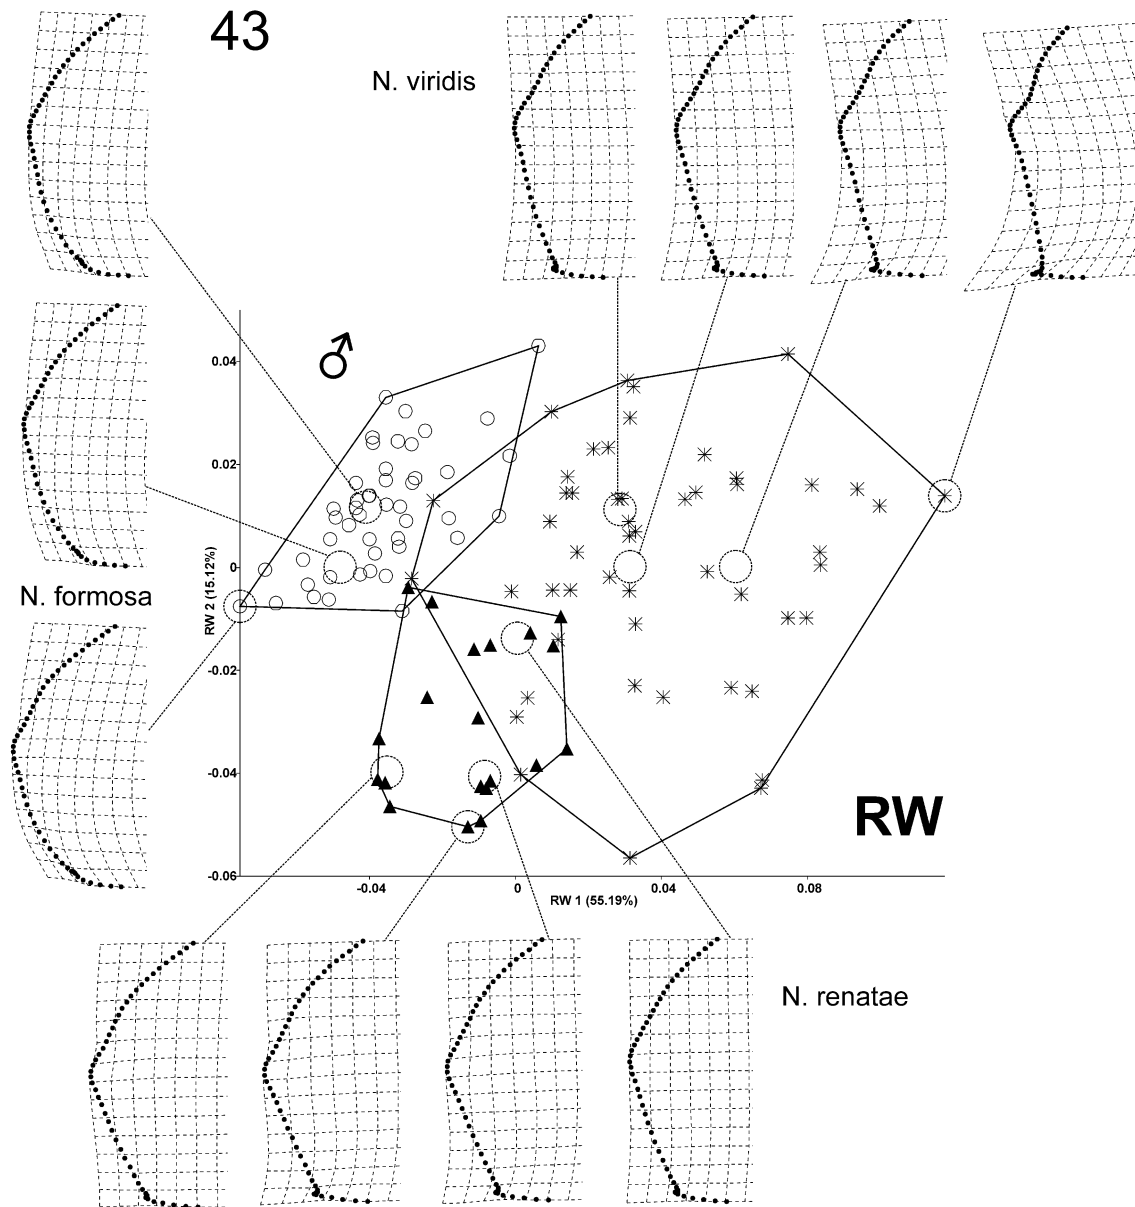 43
N. viridis
♂
0.04
0.02
0
-0.02
-0.04
-0.06
RW 2 (15.12%)
N. formosa
RW
-0.04
0
0.04
0.08
RW 1 (55.19%)
N. renatae